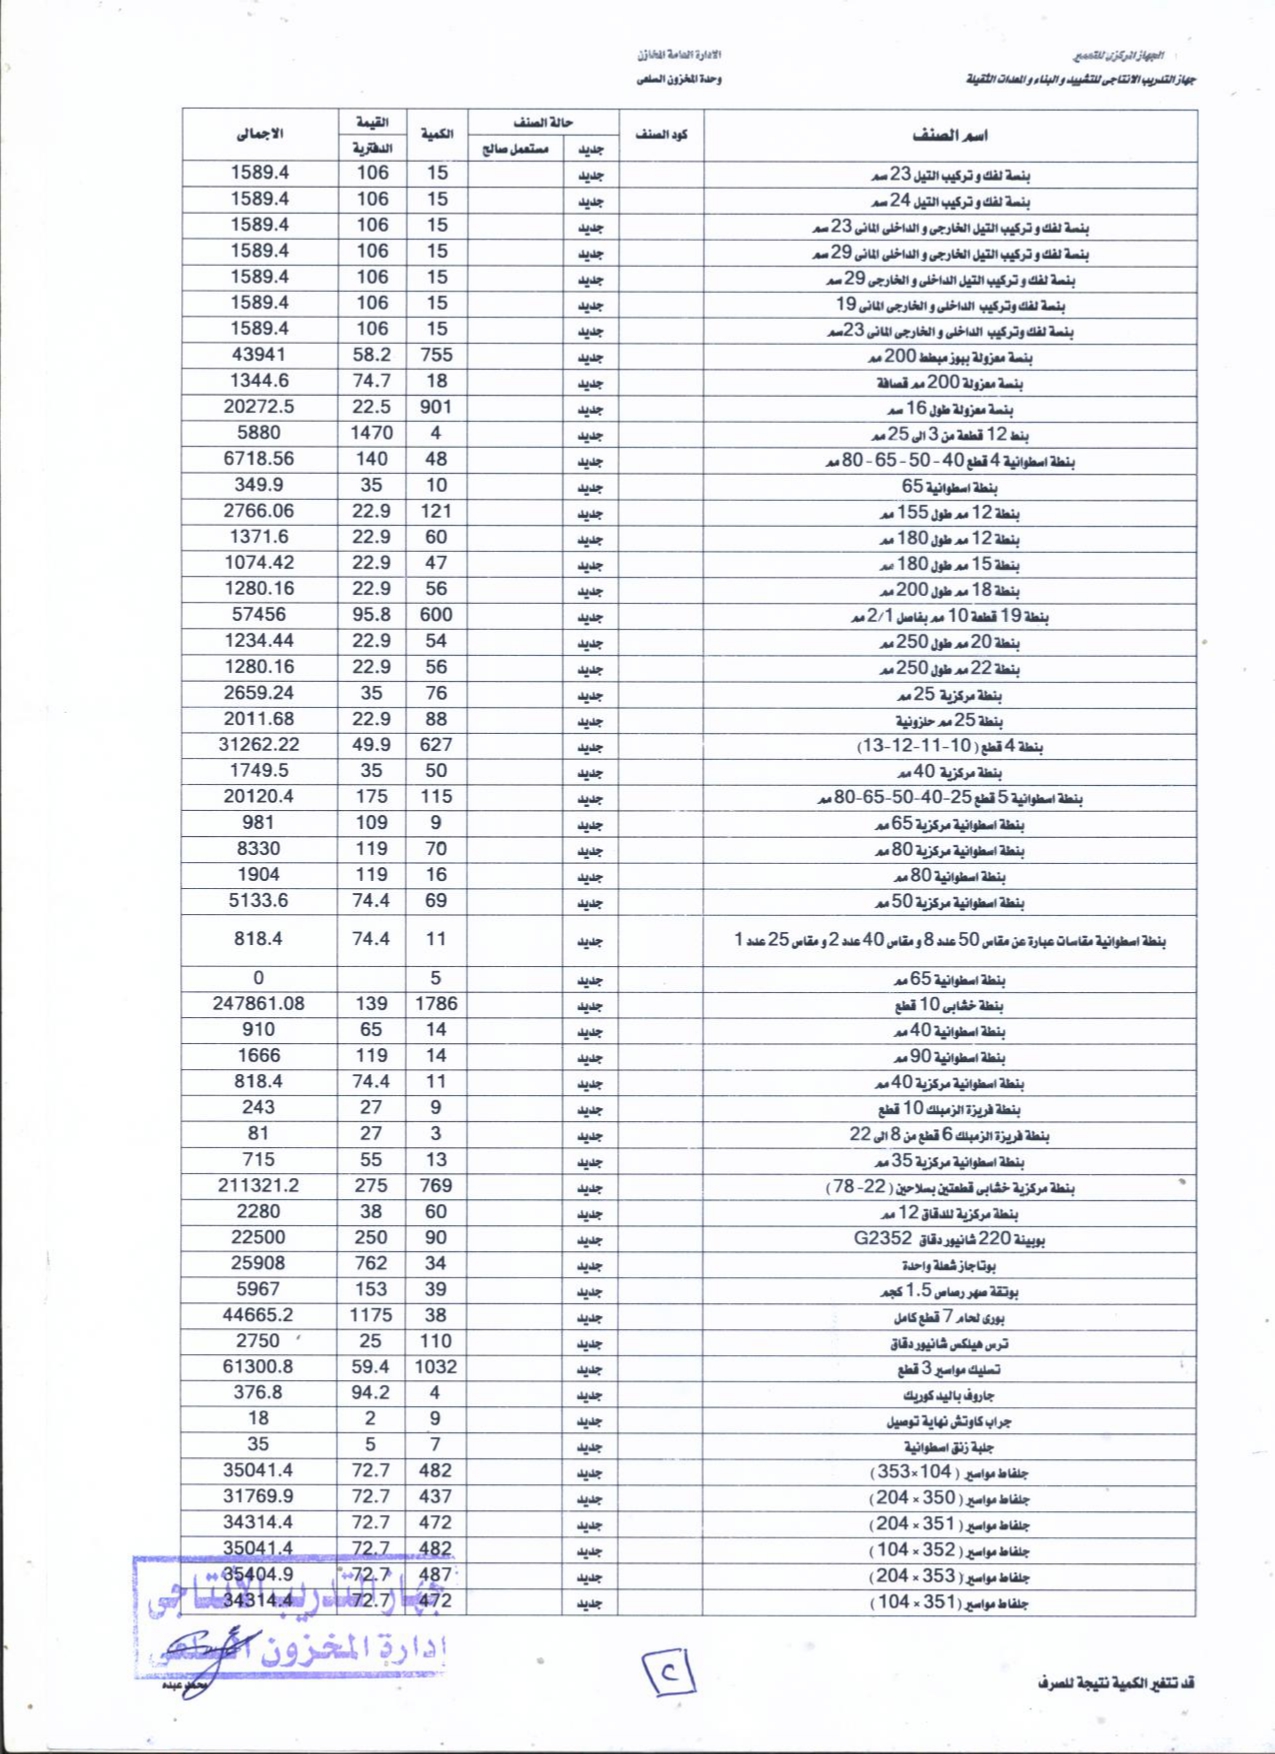 الجهاز المركزى للتعمير
الادارة العامة للمخازن
جهاز التدريب الانتاجى للتشييد و البناء و المعدات الثقيلة
وحدة المخزون السلعى
اسم الصنف كود الصنف حالة الصنف الكمية القيمة الاجمالى
جديد مستعمل صالح الدفترية
بنسة لفك و تركيب التيل 23 سم جديد 15 106 1589.4
بنسة لفك و تركيب التيل 24 سم جديد 15 106 1589.4
بنسة لفك و تركيب التيل الخارجى و الداخلى المانى 23 سم جديد 15 106 1589.4
بنسة لفك و تركيب التيل الخارجى و الداخلى المانى 29 سم جديد 15 106 1589.4
بنسة لفك و تركيب التيل الداخلى و الخارجى 29 سم جديد 15 106 1589.4
بنسة لفك وتركيب الداخلى و الخارجى المانى 19 جديد 15 106 1589.4
بنسة لفك وتركيب الداخلى و الخارجى المانى 23سم جديد 15 106 1589.4
بنسة معزولة ببوز مبطط 200 مم جديد 755 58.2 43941
بنسة معزولة 200 مم قصافة جديد 18 74.7 1344.6
بنسة معزولة طول 16 سم جديد 901 22.5 20272.5
بنط 12 قطعة من 3 الى 25 مم جديد 4 1470 5880
بنطة اسطوانية 4 قطع 40 - 50 - 65 - 80 مم جديد 48 140 6718.56
بنطة اسطوانية 65 جديد 10 35 349.9
بنطة 12 مم طول 155 مم جديد 121 22.9 2766.06
بنطة 12 مم طول 180 مم جديد 60 22.9 1371.6
بنطة 15 مم طول 180 مم جديد 47 22.9 1074.42
بنطة 18 مم طول 200 مم جديد 56 22.9 1280.16
بنطة 19 قطعة 10 مم بفاصل 2/1 مم جديد 600 95.8 57456
بنطة 20 مم طول 250 مم جديد 54 22.9 1234.44
بنطة 22 مم طول 250 مم جديد 56 22.9 1280.16
بنطة مركزية 25 مم جديد 76 35 2659.24
بنطة 25 مم حلزونية جديد 88 22.9 2011.68
بنطة 4 قطع (10-11-12-13) جديد 627 49.9 31262.22
بنطة مركزية 40 مم جديد 50 35 1749.5
بنطة اسطوانية 5 قطع 25-40-50-65-80 مم جديد 115 175 20120.4
بنطة اسطوانية مركزية 65 مم جديد 9 109 981
بنطة اسطوانية مركزية 80 مم جديد 70 119 8330
بنطة اسطوانية 80 مم جديد 16 119 1904
بنطة اسطوانية مركزية 50 مم جديد 69 74.4 5133.6
بنطة اسطوانية مقاسات عبارة عن مقاس 50 عدد 8 و مقاس 40 عدد 2 و مقاس 25 عدد 1 جديد 11 74.4 818.4
بنطة اسطوانية 65 مم جديد 5 0
بنطة خشابى 10 قطع جديد 1786 139 247861.08
بنطة اسطوانية 40 مم جديد 14 65 910
بنطة اسطوانية 90 مم جديد 14 119 1666
بنطة اسطوانية مركزية 40 مم جديد 11 74.4 818.4
بنطة فريزة الزمبلك 10 قطع جديد 9 27 243
بنطة فريزة الزمبلك 6 قطع من 8 الى 22 جديد 3 27 81
بنطة اسطوانية مركزية 35 مم جديد 13 55 715
بنطة مركزية خشابى قطعتين بسلاحين (22 - 78) جديد 769 275 211321.2
بنطة مركزية للدقاق 12 مم جديد 60 38 2280
بوبينة 220 شانيور دقاق G2352 جديد 90 250 22500
بوتاجاز شعلة واحدة جديد 34 762 25908
بوتقة صهر رصاص 1.5 كجم جديد 39 153 5967
بورى لحام 7 قطع كامل جديد 38 1175 44665.2
ترس هيلكس شانيور دقاق جديد 110 25 2750
تسليك مواسير 3 قطع جديد 1032 59.4 61300.8
جاروف باليد كوريك جديد 4 94.2 376.8
جراب كاوتش نهاية توصيل جديد 9 2 18
جلبة زنق اسطوانية جديد 7 5 35
جلفاط مواسير (104×353) جديد 482 72.7 35041.4
جلفاط مواسير (350 × 204) جديد 437 72.7 31769.9
جلفاط مواسير (351 × 204) جديد 472 72.7 34314.4
جلفاط مواسير (352 × 104) جديد 482 72.7 35041.4
جلفاط مواسير (353 × 204) جديد 487 72.7 35404.9
جلفاط مواسير (351 × 104) جديد 472 72.7 34314.4
جهاز التدريب الأنتاجى
إدارة المخزون السلعى
قد تتغير الكمية نتيجة للصرف
٢
محمد عبده